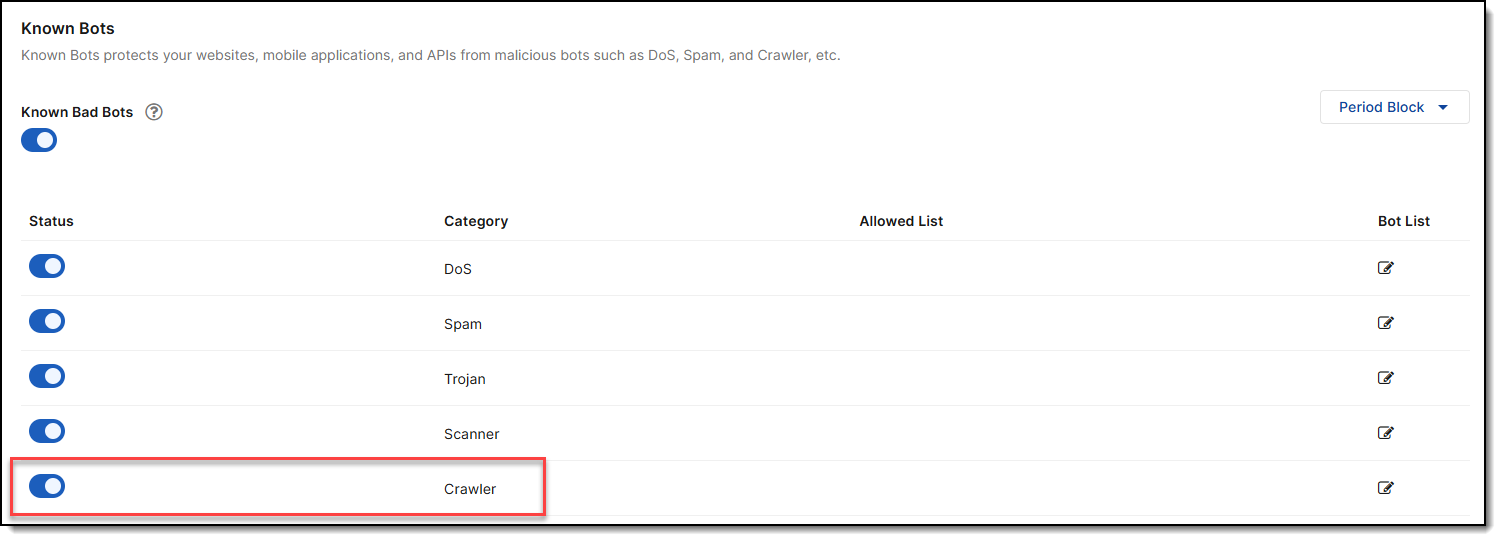 Known Bots
Known Bots protects your websites, mobile applications, and APIs from malicious bots such as DoS, Spam, and Crawler, etc.
Known Bad Bots ?
Period Block
Status Category Allowed List Bot List
DoS
Spam
Trojan
Scanner
Crawler